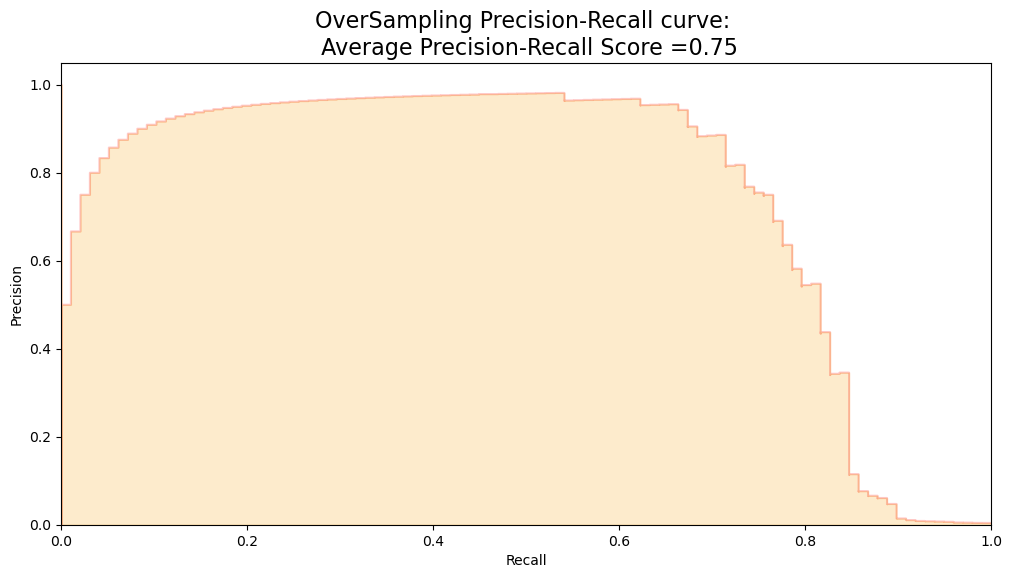 OverSampling Precision-Recall curve:
Average Precision-Recall Score =0.75
1.0
0.8
0.6
0.4
0.2
0.0
Precision
0.0 0.2 0.4 0.6 0.8 1.0
Recall